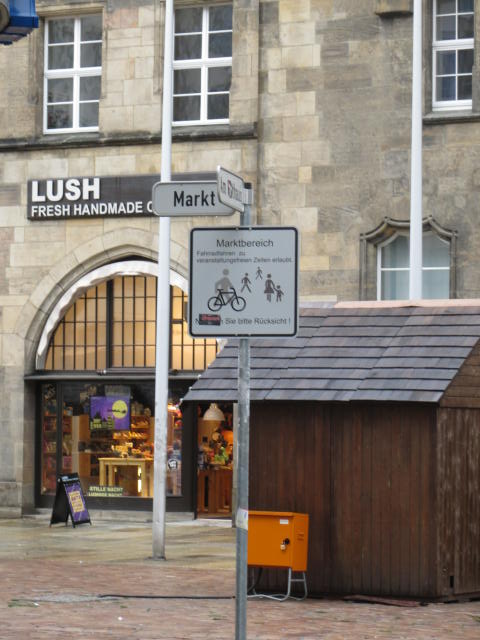 LUSH
FRESH HANDMADE
Markt
Marktbereich
Fahrradfahren zu
veranstaltungsfreien Zeiten erlaubt.
Sie bitte Rücksicht !
STILLE NACHT